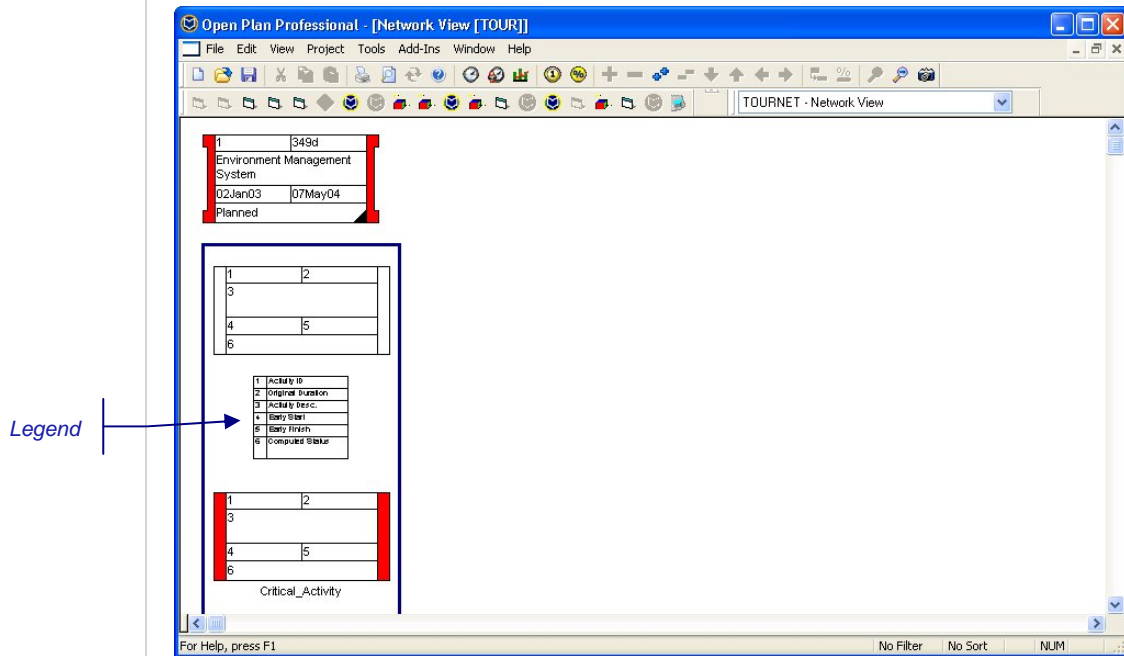 Open Plan Professional - [Network View [TOUR]]
File Edit View Project Tools Add-Ins Window Help
TOURNET - Network View
1 349d
Environment Management
System
02Jan03 07May04
Planned
1 2
3
4 5
6
1 Activity ID
2 Original Duration
3 Activity Desc.
4 Early Start
5 Early Finish
6 Computed Status
Legend
1 2
3
4 5
6
Critical_Activity
For Help, press F1 No Filter No Sort NUM